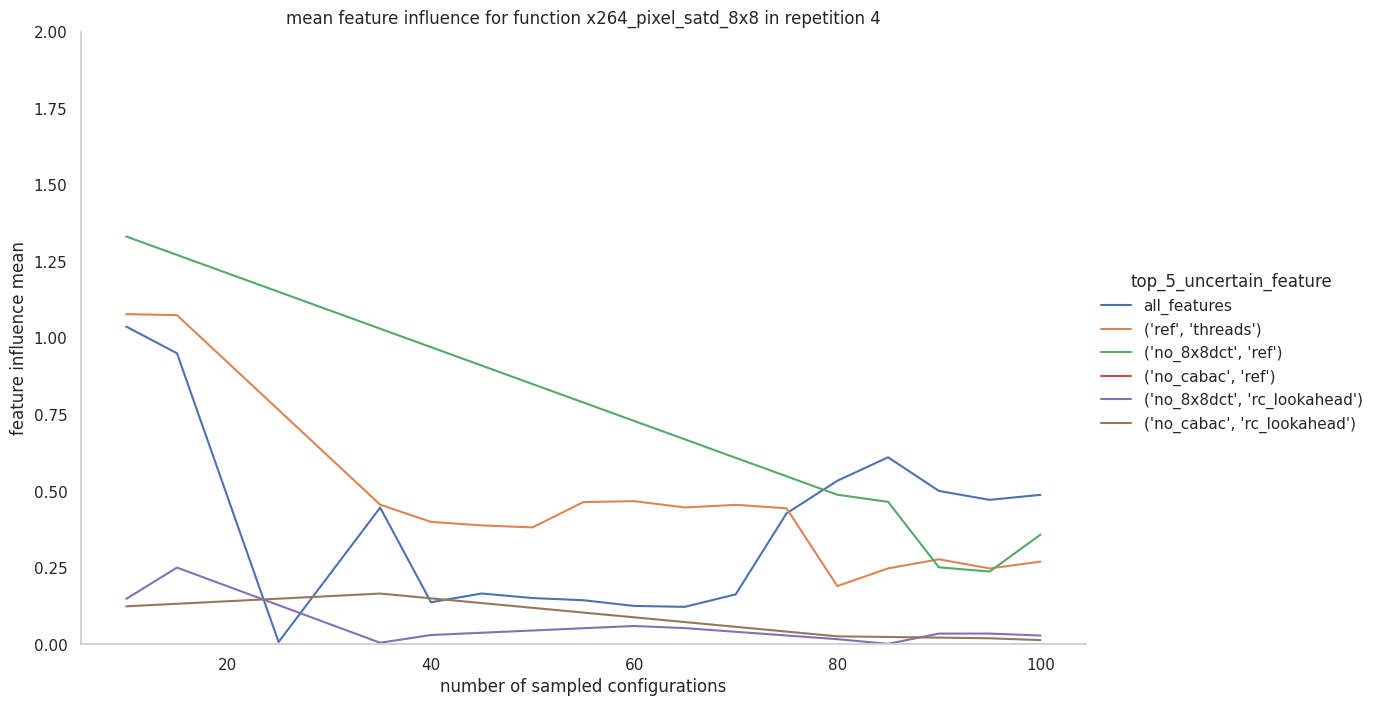 mean feature influence for function x264_pixel_satd_8x8 in repetition 4
2.00
1.75
1.50
1.25
1.00
0.75
0.50
0.25
0.00
feature influence mean
20
40
60
80
100
number of sampled configurations
top_5_uncertain_feature
all_features
('ref', 'threads')
('no_8x8dct', 'ref')
('no_cabac', 'ref')
('no_8x8dct', 'rc_lookahead')
('no_cabac', 'rc_lookahead')